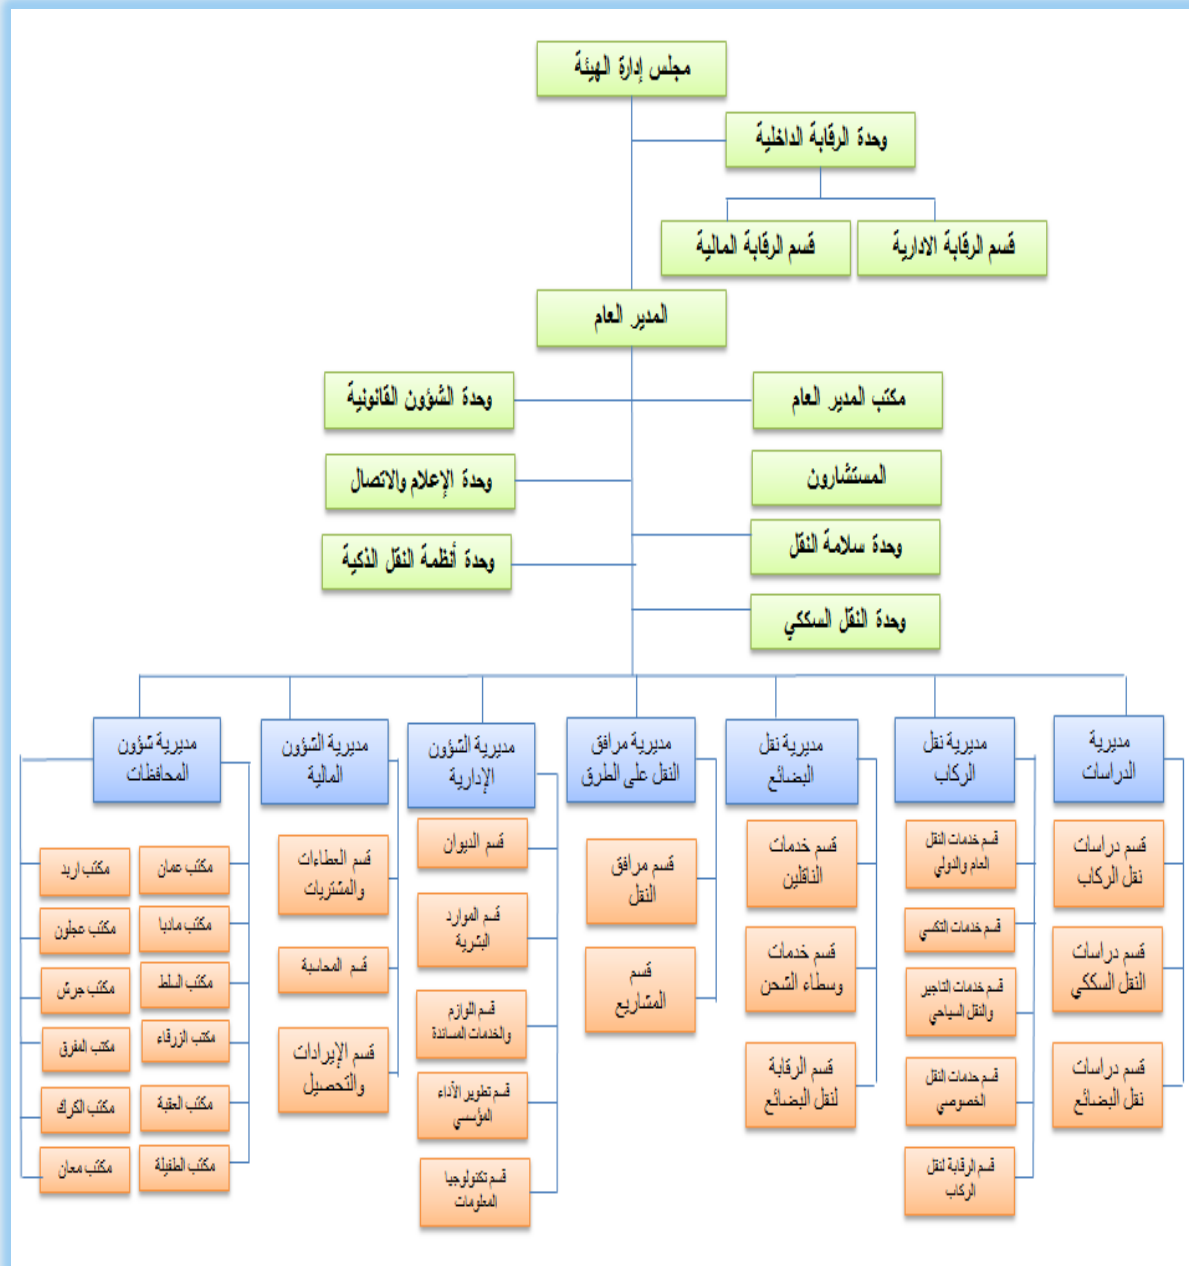 مجلس إدارة الهيئة
وحدة الرقابة الداخلية
قسم الرقابة الادارية
قسم الرقابة المالية
المدير العام
مكتب المدير العام
وحدة الشؤون القانونية
المستشارون
وحدة الإعلام والاتصال
وحدة سلامة النقل
وحدة أنظمة النقل الذكية
وحدة النقل السككي
مديرية
الدراسات
قسم دراسات
نقل الركاب
قسم دراسات
النقل السككي
قسم دراسات
نقل البضائع
مديرية نقل
الركاب
قسم خدمات النقل
العام والدولي
قسم خدمات التكسي
قسم خدمات التاجير
والنقل السياحي
قسم خدمات النقل
الخصوصي
قسم الرقابة لنقل
الركاب
مديرية نقل
البضائع
قسم خدمات
الناقلين
قسم خدمات
وسطاء الشحن
قسم الرقابة
لنقل البضائع
مديرية مرافق
النقل على الطرق
قسم مرافق
النقل
قسم
المشاريع
مديرية الشؤون
الإدارية
قسم الديوان
قسم الموارد
البشرية
قسم اللوازم
والخدمات المساندة
قسم تطوير الأداء
المؤسسي
قسم تكنولوجيا
المعلومات
مديرية الشؤون
المالية
قسم العطاءات
والمشتريات
قسم المحاسبة
قسم الإيرادات
والتحصيل
مديرية شؤون
المحافظات
مكتب عمان
مكتب مادبا
مكتب السلط
مكتب الزرقاء
مكتب العقبة
مكتب الطفيلة
مكتب اربد
مكتب عجلون
مكتب جرش
مكتب المفرق
مكتب الكرك
مكتب معان